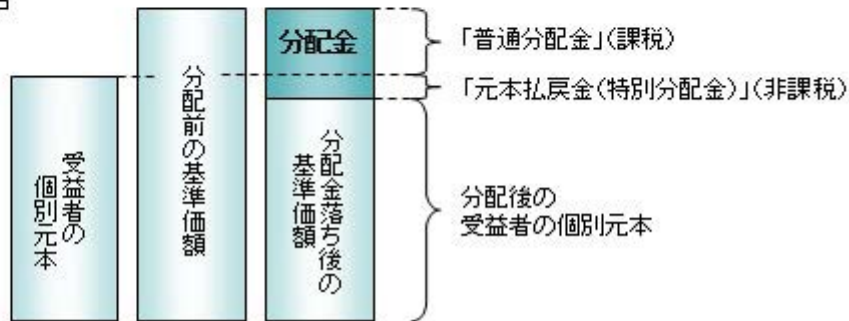 分配金
「普通分配金」(課税)
「元本払戻金(特別分配金)」(非課税)
受益者の
個別元本
分配前の基準価額
分配金落ち後の
基準価額
分配後の
受益者の個別元本